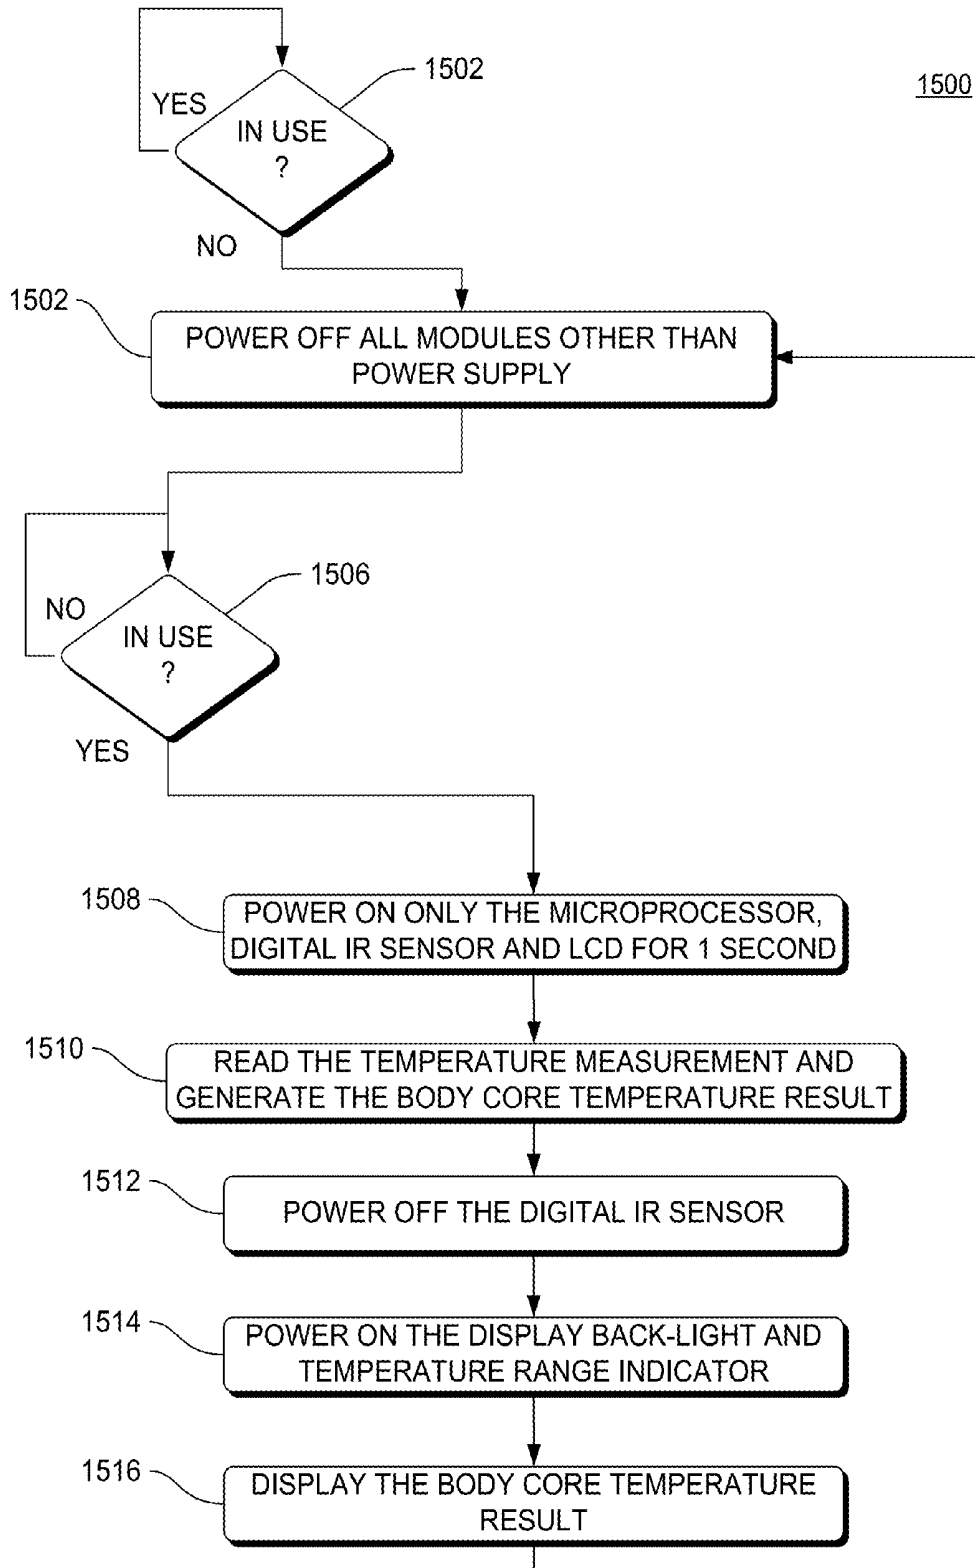 1502
1500
YES
IN USE
?
NO
1502
POWER OFF ALL MODULES OTHER THAN
POWER SUPPLY
1506
NO
IN USE
?
YES
1508
POWER ON ONLY THE MICROPROCESSOR,
DIGITAL IR SENSOR AND LCD FOR 1 SECOND
1510
READ THE TEMPERATURE MEASUREMENT AND
GENERATE THE BODY CORE TEMPERATURE RESULT
1512
POWER OFF THE DIGITAL IR SENSOR
1514
POWER ON THE DISPLAY BACK-LIGHT AND
TEMPERATURE RANGE INDICATOR
1516
DISPLAY THE BODY CORE TEMPERATURE
RESULT